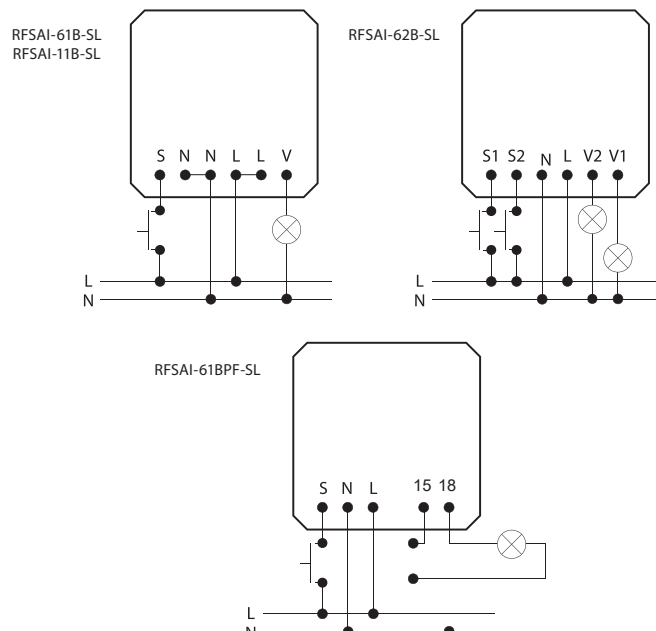 RFSAI-61B-SL
RFSAI-11B-SL
S N N L L V
L
N
RFSAI-62B-SL
S1 S2 N L V2 V1
L
N
RFSAI-61BPF-SL
S N L 15 18
L
N